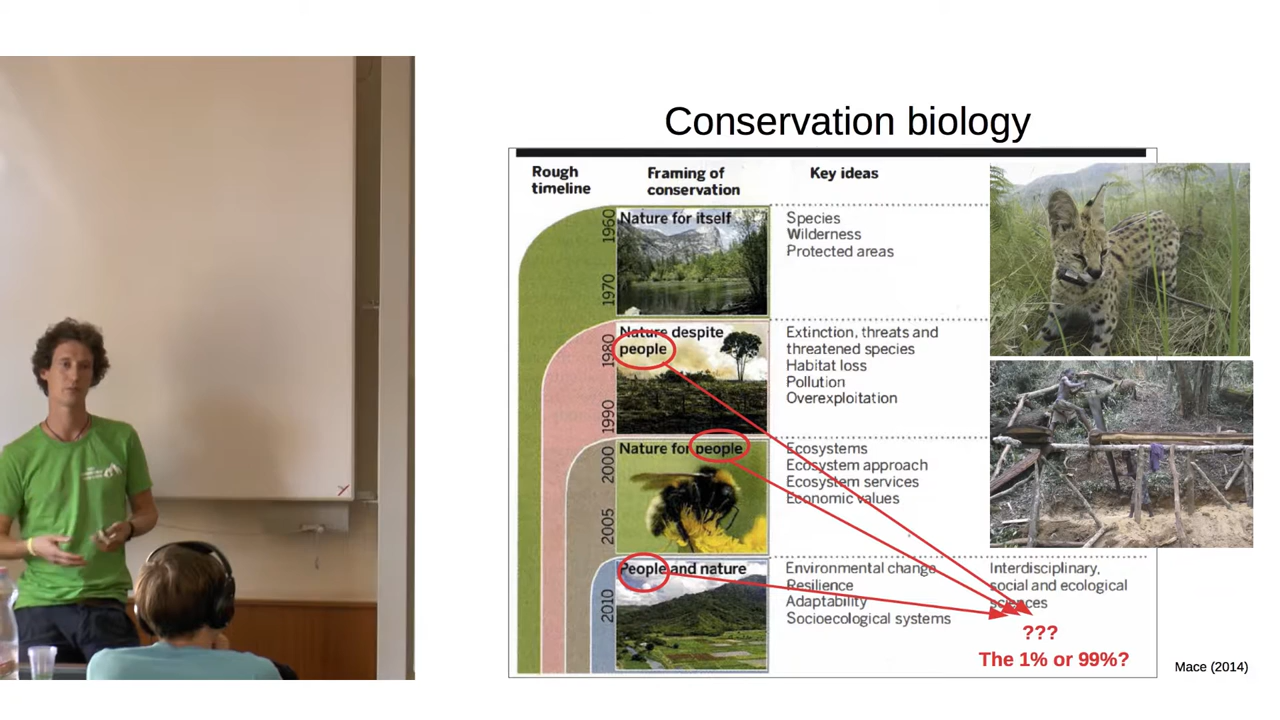 Conservation biology
Rough
timeline
Framing of
conservation
Key ideas
1960
1970
1980
1990
2000
2005
2010
Nature for itself
Species
Wilderness
Protected areas
Nature despite
people
Extinction, threats and
threatened species
Habitat loss
Pollution
Overexploitation
Nature for people
Ecosystems
Ecosystem approach
Ecosystem services
Economic values
People and nature
Environmental change
Resilience
Adaptability
Socioecological systems
Interdisciplinary,
social and ecological
sciences
???
The 1% or 99%?
Mace (2014)